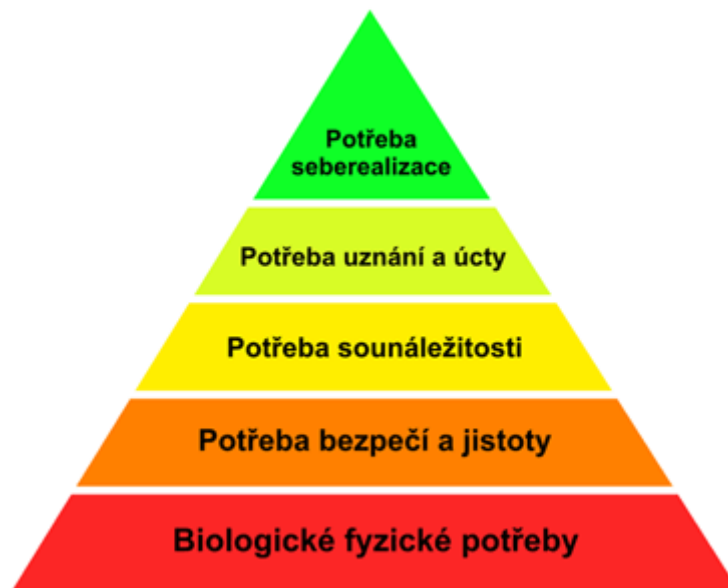 Potřeba
seberealizace
Potřeba uznání a úcty
Potřeba sounáležitosti
Potřeba bezpečí a jistoty
Biologické fyzické potřeby